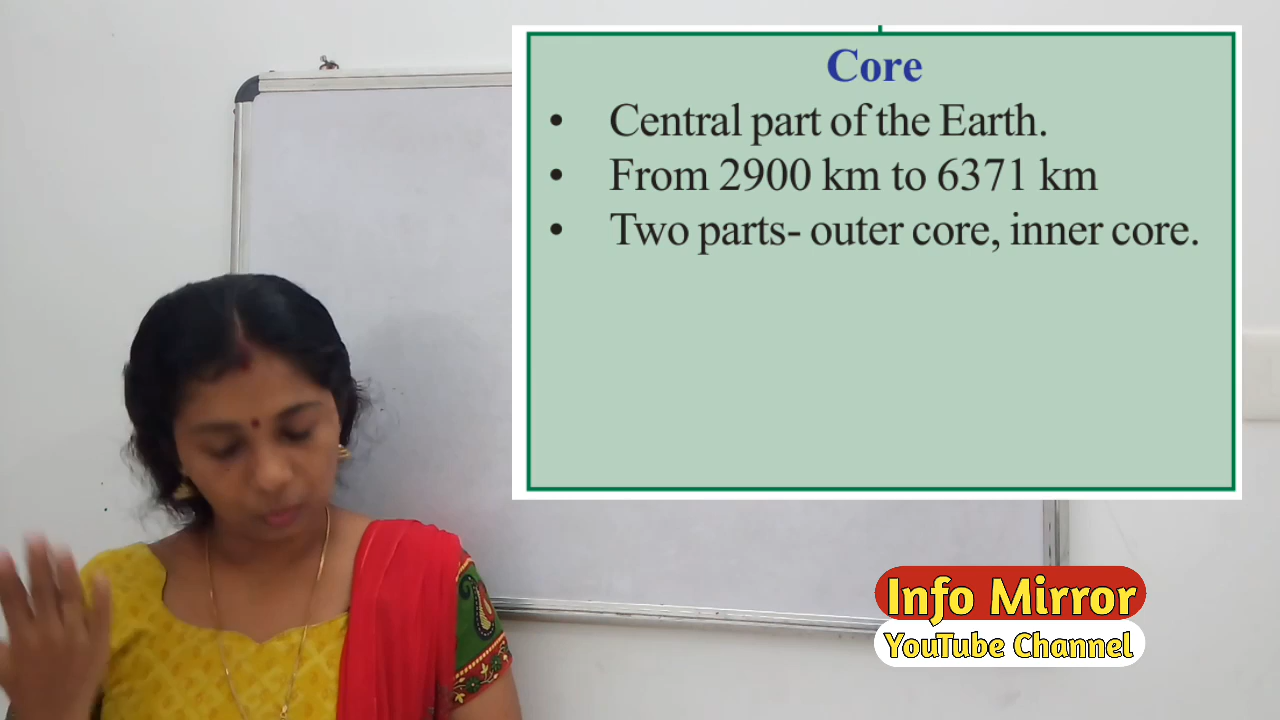 Core
• Central part of the Earth.
• From 2900 km to 6371 km
• Two parts- outer core, inner core.
Info Mirror
YouTube Channel